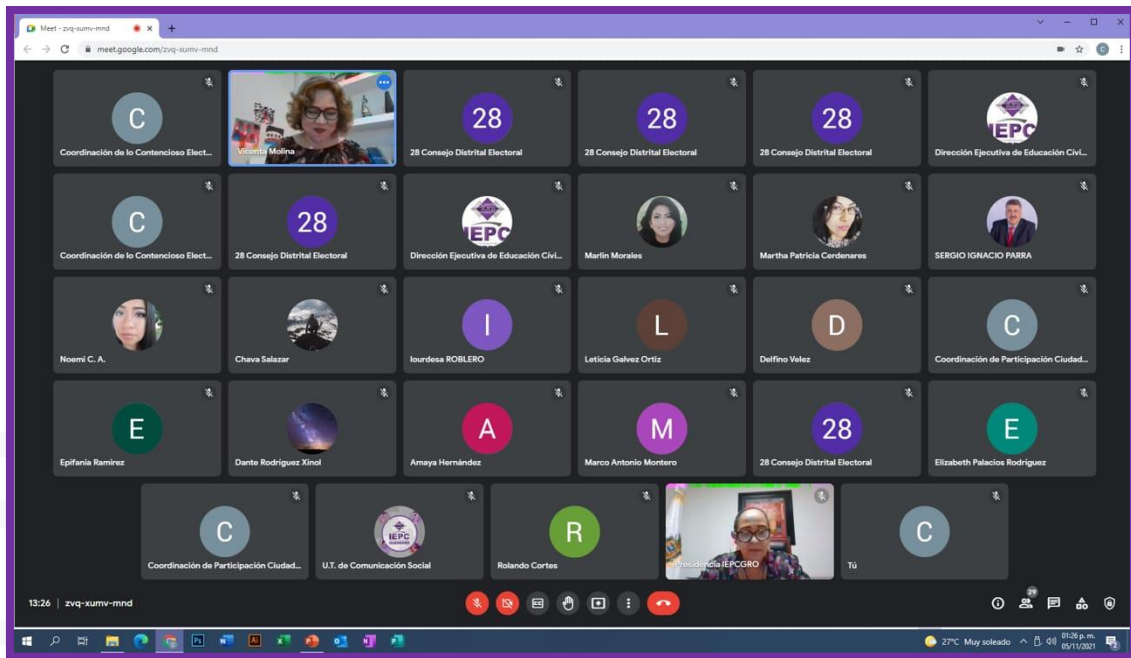 Meet - zvq-xumv-mnd
meet.google.com/zvq-xumv-mnd
C
Coordinación de lo Contencioso Elect...
Vicenta Molina
28
28 Consejo Distrital Electoral
28
28 Consejo Distrital Electoral
28
28 Consejo Distrital Electoral
IEPC
Dirección Ejecutiva de Educación Cívi...
C
Coordinación de lo Contencioso Elect...
28
28 Consejo Distrital Electoral
IEPC
Dirección Ejecutiva de Educación Cívi...
Marlin Morales
Martha Patricia Cerdenares
SERGIO IGNACIO PARRA
Noemi C. A.
Chava Salazar
I
lourdesa ROBLERO
L
Leticia Galvez Ortiz
D
Delfino Velez
C
Coordinación de Participación Ciudad...
E
Epifania Ramírez
Dante Rodríguez Xinol
A
Amaya Hernández
M
Marco Antonio Montero
28
28 Consejo Distrital Electoral
E
Elizabeth Palacios Rodríguez
C
Coordinación de Participación Ciudad...
IEPC
U.T. de Comunicación Social
R
Rolando Cortes
Presidencia IEPCGRO
C
Tú
13:26 | zvq-xumv-mnd
29
27°C Muy soleado
01:26 p. m.
05/11/2021